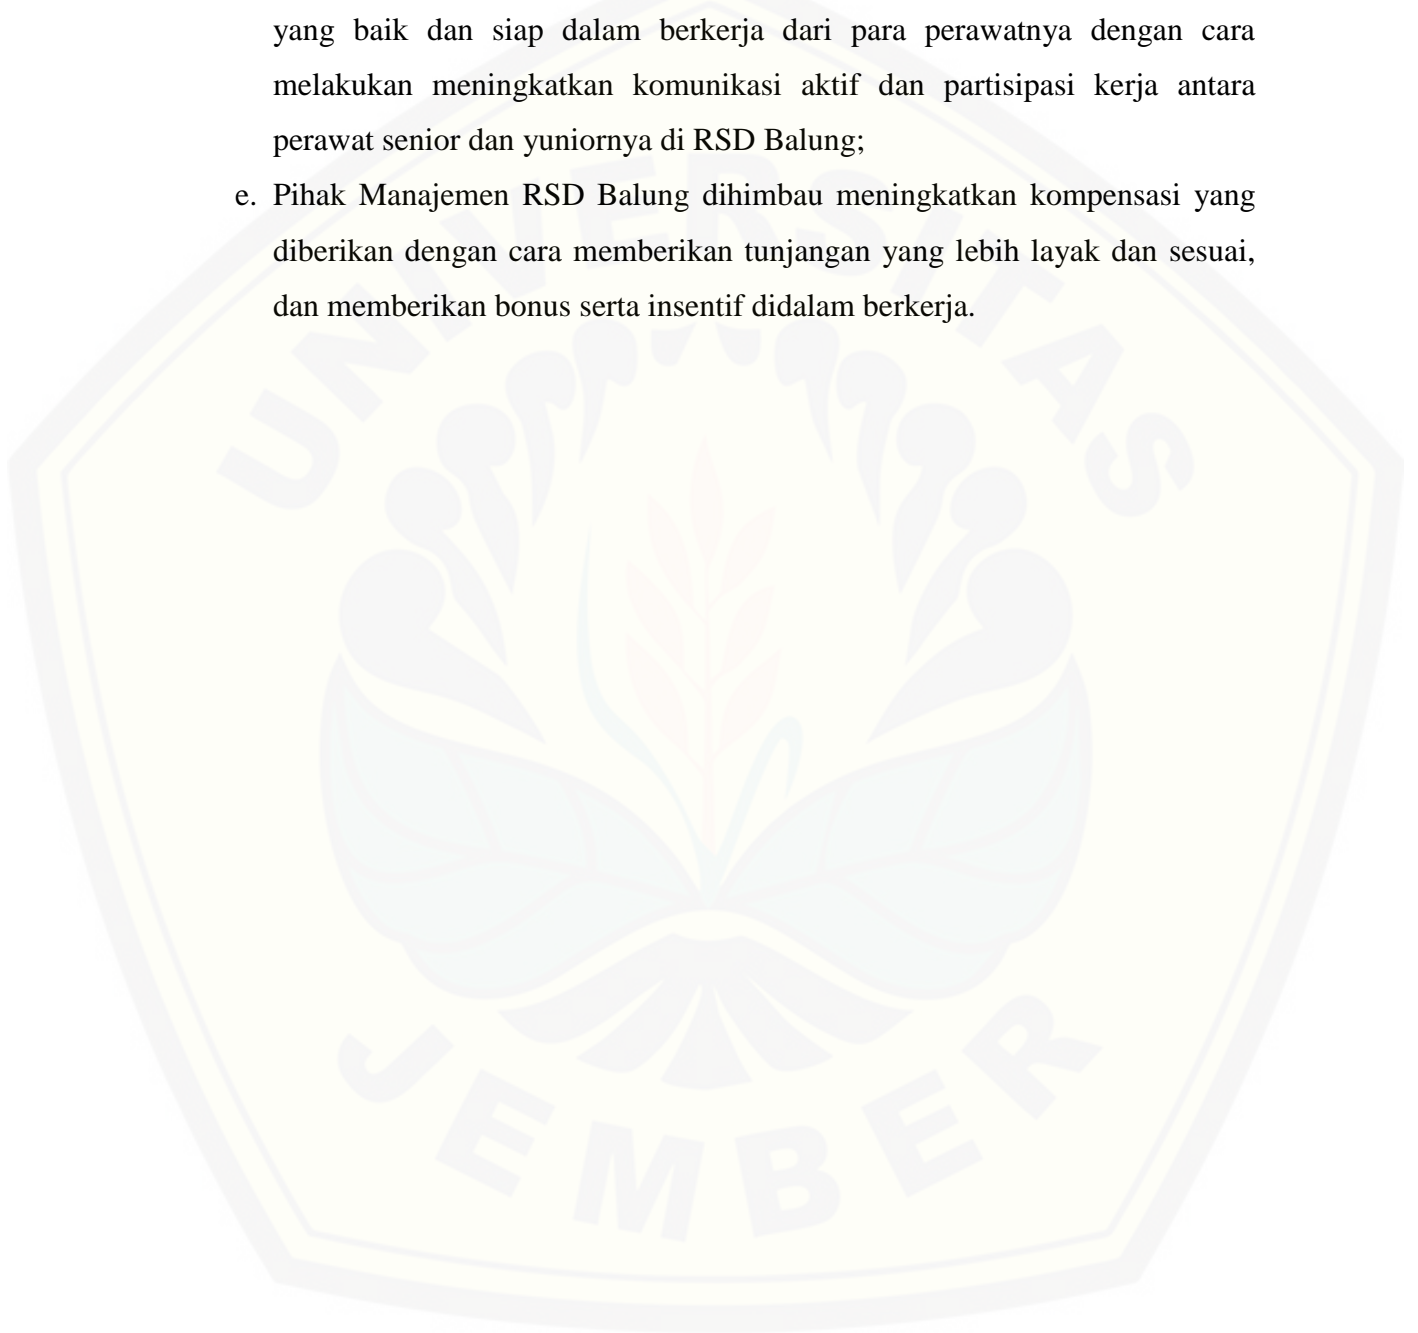 yang baik dan siap dalam berkerja dari para perawatnya dengan cara
melakukan meningkatkan komunikasi aktif dan partisipasi kerja antara
perawat senior dan yuniornya di RSD Balung;
e. Pihak Manajemen RSD Balung dihimbau meningkatkan kompensasi yang
diberikan dengan cara memberikan tunjangan yang lebih layak dan sesuai,
dan memberikan bonus serta insentif didalam berkerja.
UNIVERSITAS
JEMBER